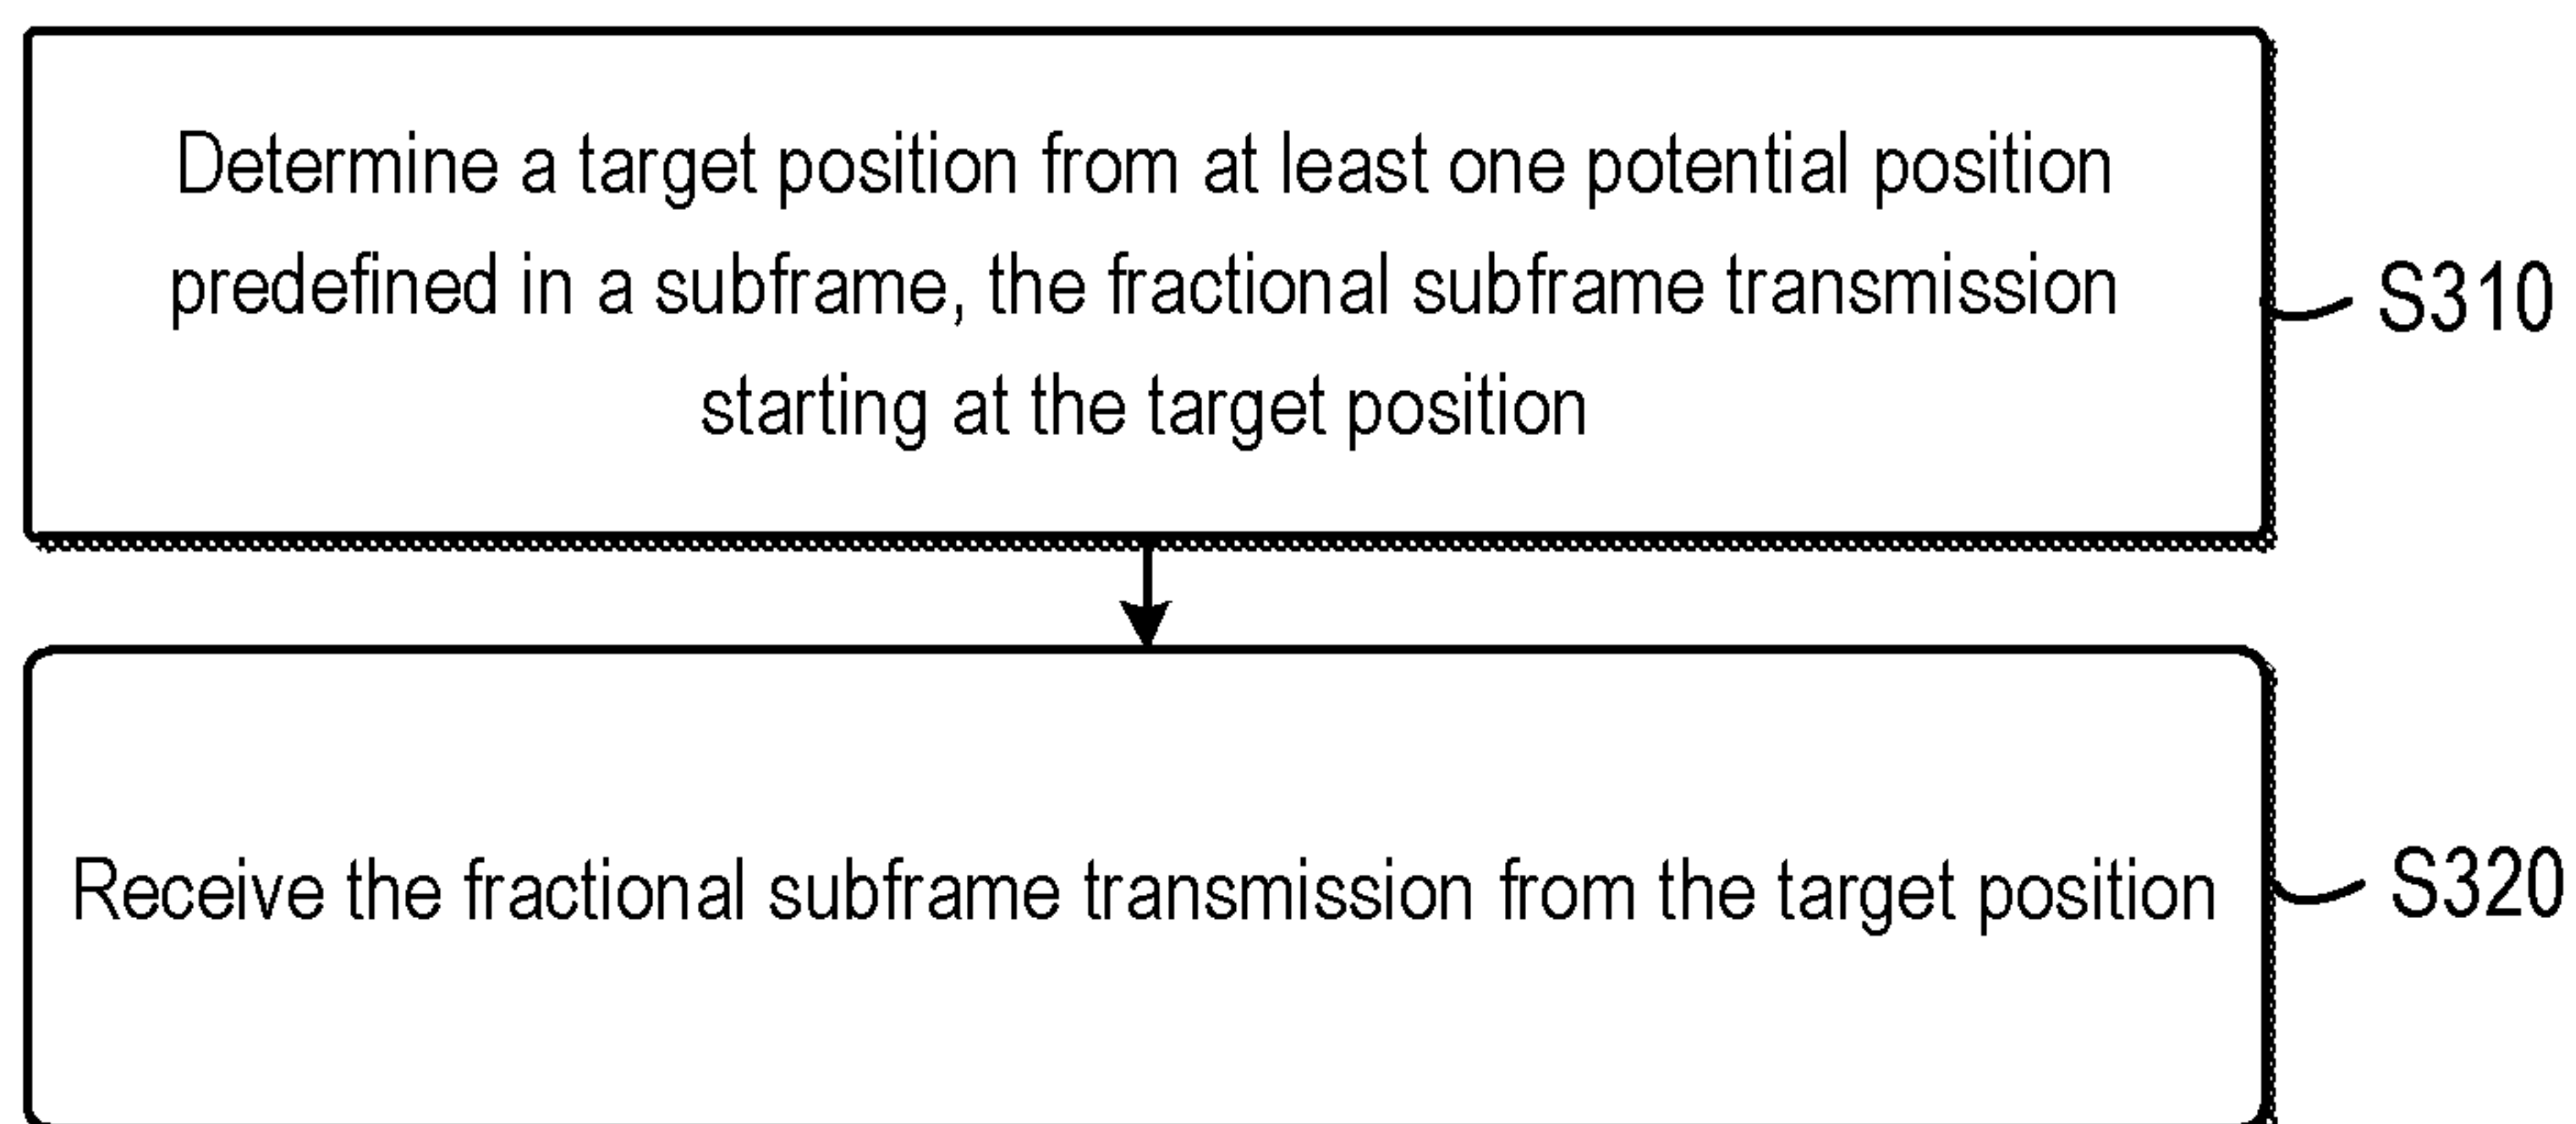 Determine a target position from at least one potential position
predefined in a subframe, the fractional subframe transmission
starting at the target position
S310
Receive the fractional subframe transmission from the target position
S320